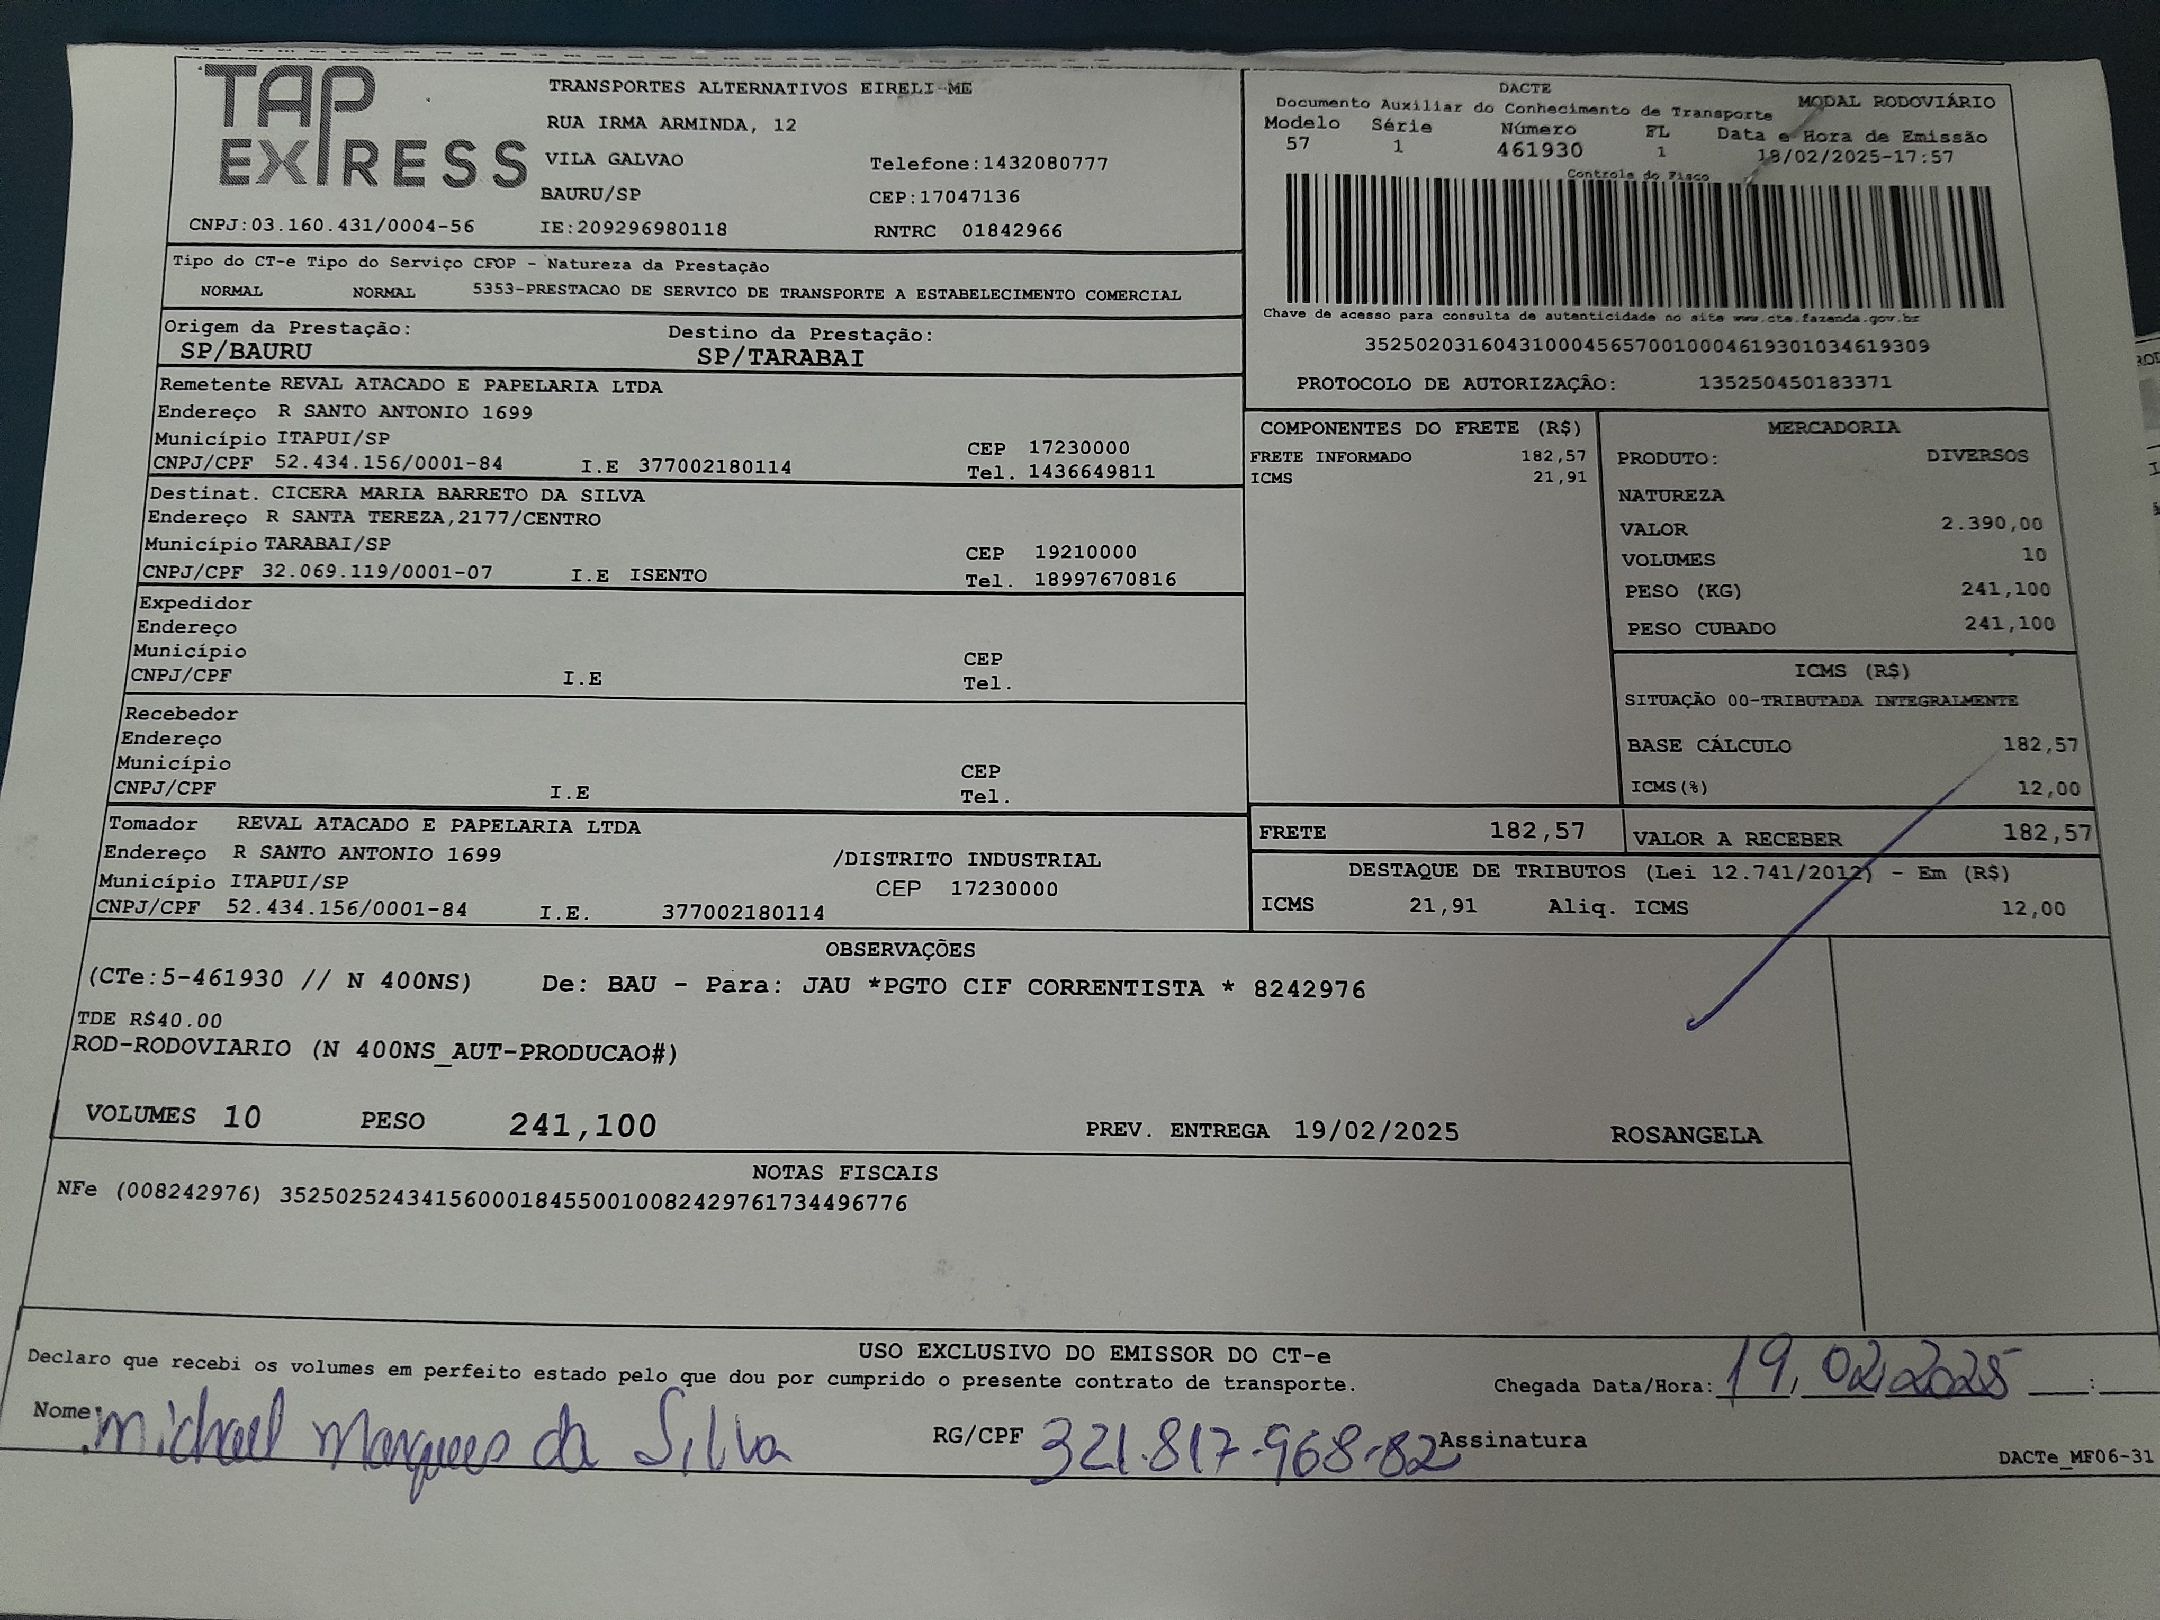 TAP EXPRESS
TRANSPORTES ALTERNATIVOS EIRELI-ME
RUA IRMA ARMINDA, 12
VILA GALVAO Telefone:1432080777
BAURU/SP CEP:17047136
CNPJ:03.160.431/0004-56 IE:209296980118 RNTRC 01842966
DACTE
Documento Auxiliar do Conhecimento de Transporte MODAL RODOVIÁRIO
Modelo Série Número FL Data e Hora de Emissão
57 1 461930 1 18/02/2025-17:57
Controle do Fisco
Chave de acesso para consulta de autenticidade no site www.cte.fazenda.gov.br
35250203160431000456570010004619301034619309
PROTOCOLO DE AUTORIZAÇÃO: 135250450183371
Tipo do CT-e Tipo do Serviço CFOP - Natureza da Prestação
NORMAL NORMAL 5353-PRESTACAO DE SERVICO DE TRANSPORTE A ESTABELECIMENTO COMERCIAL
Origem da Prestação: Destino da Prestação:
SP/BAURU SP/TARABAI
Remetente REVAL ATACADO E PAPELARIA LTDA
Endereço R SANTO ANTONIO 1699
Município ITAPUI/SP CEP 17230000
CNPJ/CPF 52.434.156/0001-84 I.E 377002180114 Tel. 1436649811
Destinat. CICERA MARIA BARRETO DA SILVA
Endereço R SANTA TEREZA,2177/CENTRO
Município TARABAI/SP CEP 19210000
CNPJ/CPF 32.069.119/0001-07 I.E ISENTO Tel. 18997670816
Expedidor
Endereço
Município CEP
CNPJ/CPF I.E Tel.
Recebedor
Endereço
Município CEP
CNPJ/CPF I.E Tel.
Tomador REVAL ATACADO E PAPELARIA LTDA
Endereço R SANTO ANTONIO 1699 /DISTRITO INDUSTRIAL
Município ITAPUI/SP CEP 17230000
CNPJ/CPF 52.434.156/0001-84 I.E. 377002180114
COMPONENTES DO FRETE (R$)
FRETE INFORMADO 182,57
ICMS 21,91
MERCADORIA
PRODUTO: DIVERSOS
NATUREZA
VALOR 2.390,00
VOLUMES 10
PESO (KG) 241,100
PESO CUBADO 241,100
ICMS (R$)
SITUAÇÃO 00-TRIBUTADA INTEGRALMENTE
BASE CÁLCULO 182,57
ICMS(%) 12,00
FRETE 182,57 VALOR A RECEBER 182,57
DESTAQUE DE TRIBUTOS (Lei 12.741/2012) - Em (R$)
ICMS 21,91 Aliq. ICMS 12,00
OBSERVAÇÕES
(CTe:5-461930 // N 400NS) De: BAU - Para: JAU *PGTO CIF CORRENTISTA * 8242976
TDE R$40.00
ROD-RODOVIARIO (N 400NS_AUT-PRODUCAO#)
VOLUMES 10 PESO 241,100 PREV. ENTREGA 19/02/2025 ROSANGELA
NOTAS FISCAIS
NFe (008242976) 35250252434156000184550010082429761734496776
USO EXCLUSIVO DO EMISSOR DO CT-e
Declaro que recebi os volumes em perfeito estado pelo que dou por cumprido o presente contrato de transporte. Chegada Data/Hora: 19, 02, 2025 :
Nome: Michael Marques da Silva RG/CPF 321.817.968-82 Assinatura
DACTe_MF06-31